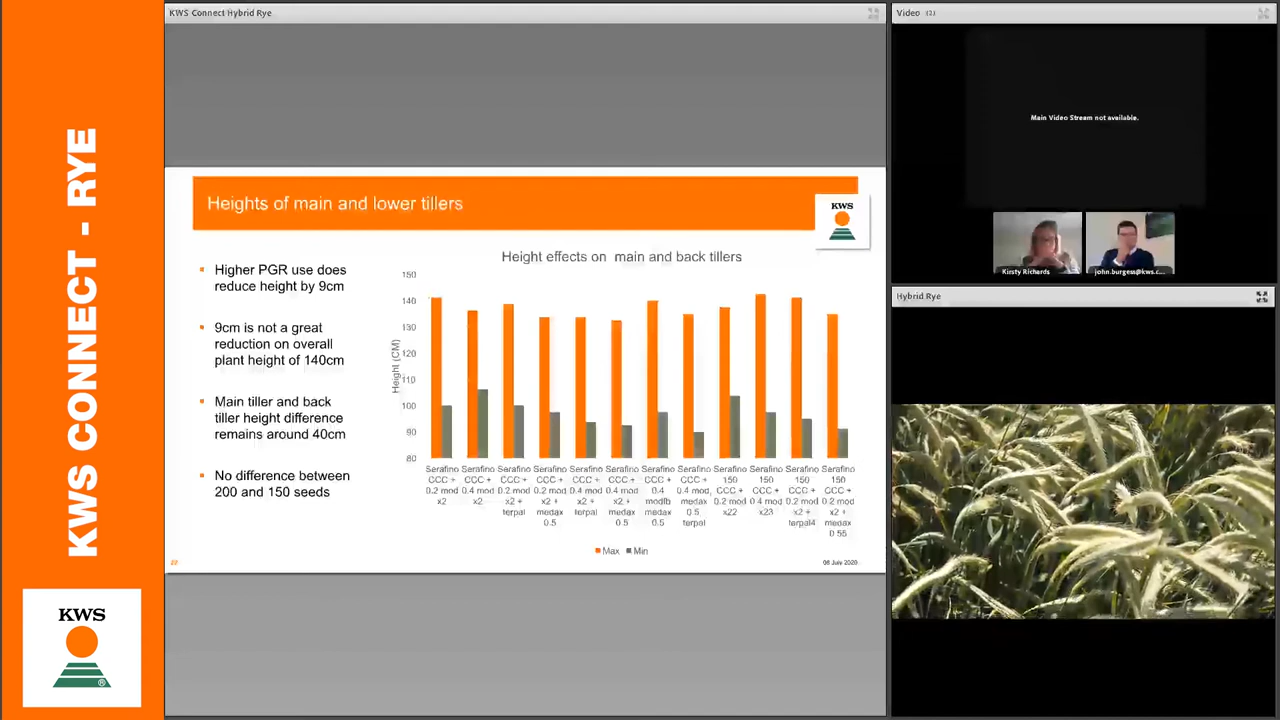 KWS CONNECT - RYE
KWS
®
KWS Connect Hybrid Rye
Heights of main and lower tillers
KWS
Higher PGR use does
reduce height by 9cm
9cm is not a great
reduction on overall
plant height of 140cm
Main tiller and back
tiller height difference
remains around 40cm
No difference between
200 and 150 seeds
Height effects on main and back tillers
Height (CM)
150
140
130
120
110
100
90
80
Serafino
CCC +
0.2 mod
x2
Serafino
CCC +
0.4 mod
x2
Serafino
CCC +
0.2 mod
x2 +
terpal
Serafino
CCC +
0.2 mod
x2 +
medax
0.5
Serafino
CCC +
0.4 mod
x2 +
terpal
Serafino
CCC +
0.4 mod
x2 +
medax
0.5
Serafino
CCC +
0.4
modfb
medax
0.5
Serafino
CCC +
0.4 mod,
medax
0.5
terpal
Serafino
150
CCC +
0.2 mod
x22
Serafino
150
CCC +
0.4 mod
x23
Serafino
150
CCC +
0.2 mod
x2 +
terpal4
Serafino
150
CCC +
0.2 mod
x2 +
medax
0.55
Max Min
22
08 July 2020
Video (2)
Main Video Stream not available.
Kirsty Richards
john.burgess@kws.c...
Hybrid Rye